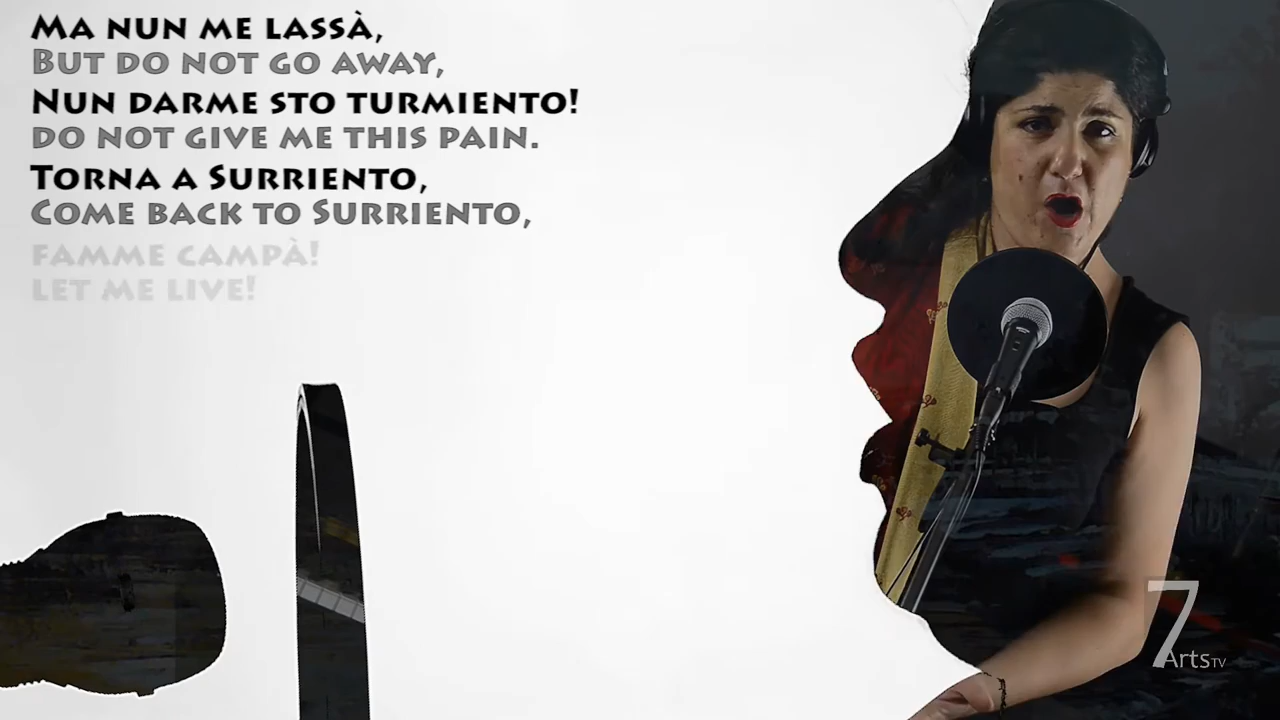 MA NUN ME LASSÀ,
BUT DO NOT GO AWAY,
NUN DARME STO TURMIENTO!
DO NOT GIVE ME THIS PAIN.
TORNA A SURRIENTO,
COME BACK TO SURRIENTO,
FAMME CAMPÀ!
LET ME LIVE!
7
Arts TV